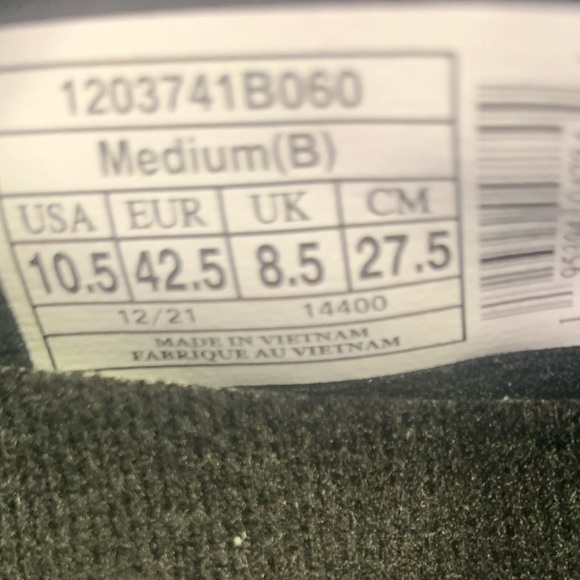 1203741B060
Medium(B)
USA EUR UK CM
10.5 42.5 8.5 27.5
12/21 14400
MADE IN VIETNAM
FABRIQUE AU VIETNAM